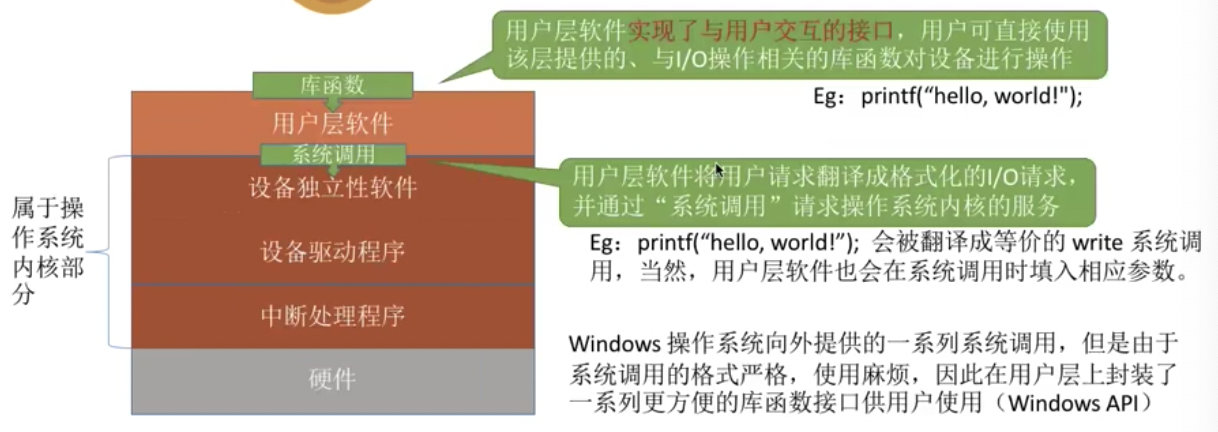 用户层软件实现了与用户交互的接口，用户可直接使用
该层提供的、与I/O操作相关的库函数对设备进行操作
库函数
Eg：printf(“hello, world!");
用户层软件
系统调用
用户层软件将用户请求翻译成格式化的I/O请求，
并通过“系统调用”请求操作系统内核的服务
设备独立性软件
属于操
作系统
内核部
分
Eg：printf(“hello, world!”); 会被翻译成等价的 write 系统调
用，当然，用户层软件也会在系统调用时填入相应参数。
设备驱动程序
中断处理程序
Windows 操作系统向外提供的一系列系统调用，但是由于
系统调用的格式严格，使用麻烦，因此在用户层上封装了
一系列更方便的库函数接口供用户使用（Windows API）
硬件